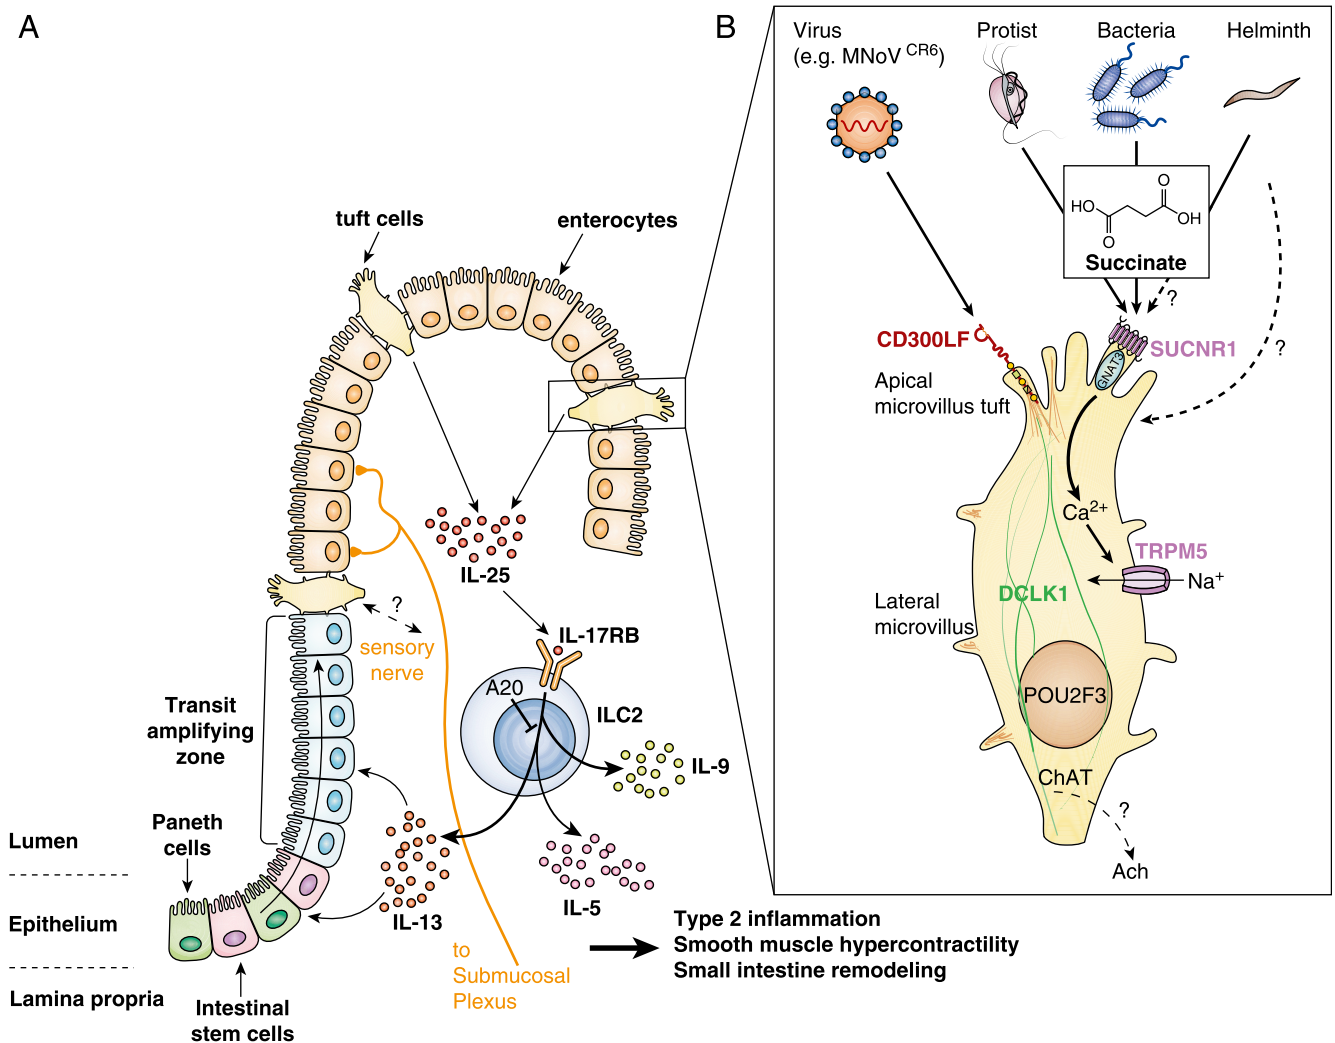 A
tuft cells
enterocytes
IL-25
IL-17RB
A20
ILC2
IL-9
?
sensory
nerve
Transit
amplifying
zone
Paneth
cells
Lumen
Epithelium
Lamina propria
IL-13
IL-5
to
Submucosal
Plexus
Intestinal
stem cells
Type 2 inflammation
Smooth muscle hypercontractility
Small intestine remodeling
B
Virus
(e.g. MNoV CR6)
Protist
Bacteria
Helminth
HO
O
O
OH
Succinate
?
?
CD300LF
SUCNR1
GNAT3
Apical
microvillus tuft
Ca2+
TRPM5
Na+
DCLK1
Lateral
microvillus
POU2F3
ChAT
?
Ach